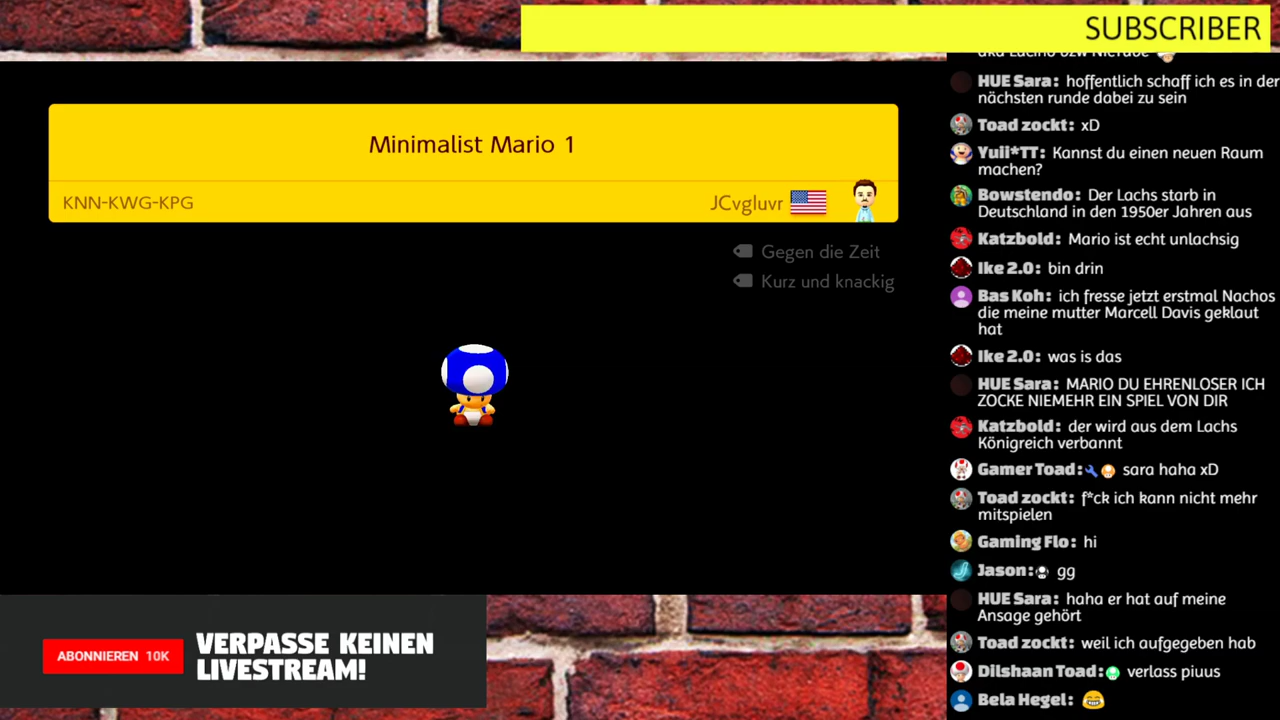 SUBSCRIBER
Minimalist Mario 1
KNN-KWG-KPG
JCvgluvr
Gegen die Zeit
Kurz und knackig
ABONNIEREN 10K
VERPASSE KEINEN
LIVESTREAM!
HUE Sara: hoffentlich schaff ich es in der
nächsten runde dabei zu sein
Toad zockt: xD
Yuii*TT: Kannst du einen neuen Raum
machen?
Bowstendo: Der Lachs starb in
Deutschland in den 1950er Jahren aus
Katzbold: Mario ist echt unlachsig
Ike 2.0: bin drin
Bas Koh: ich fresse jetzt erstmal Nachos
die meine mutter Marcell Davis geklaut
hat
Ike 2.0: was is das
HUE Sara: MARIO DU EHRENLOSER ICH
ZOCKE NIEMEHR EIN SPIEL VON DIR
Katzbold: der wird aus dem Lachs
Königreich verbannt
Gamer Toad: sara haha xD
Toad zockt: f*ck ich kann nicht mehr
mitspielen
Gaming Flo: hi
Jason: gg
HUE Sara: haha er hat auf meine
Ansage gehört
Toad zockt: weil ich aufgegeben hab
Dilshaan Toad: verlass piuus
Bela Hegel: 😂